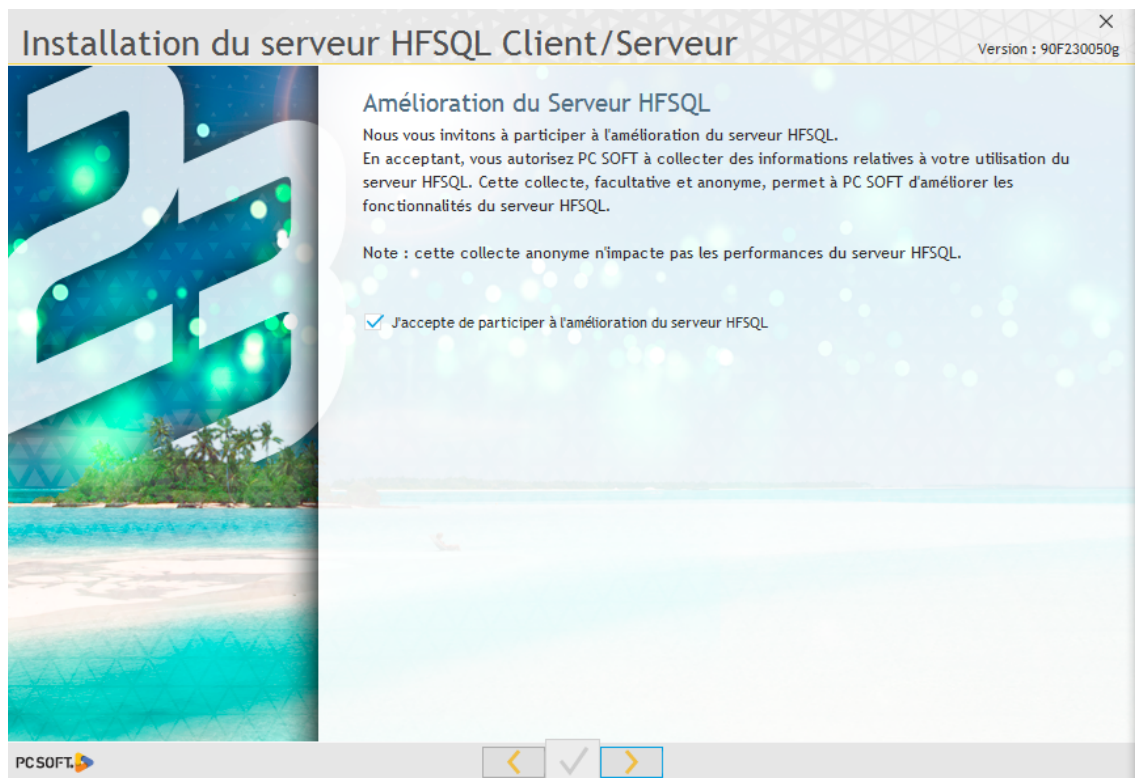 Installation du serveur HFSQL Client/Serveur
Version : 90F230050g
23
Amélioration du Serveur HFSQL
Nous vous invitons à participer à l'amélioration du serveur HFSQL.
En acceptant, vous autorisez PC SOFT à collecter des informations relatives à votre utilisation du
serveur HFSQL. Cette collecte, facultative et anonyme, permet à PC SOFT d'améliorer les
fonctionnalités du serveur HFSQL.
Note : cette collecte anonyme n'impacte pas les performances du serveur HFSQL.
J'accepte de participer à l'amélioration du serveur HFSQL
PC SOFT